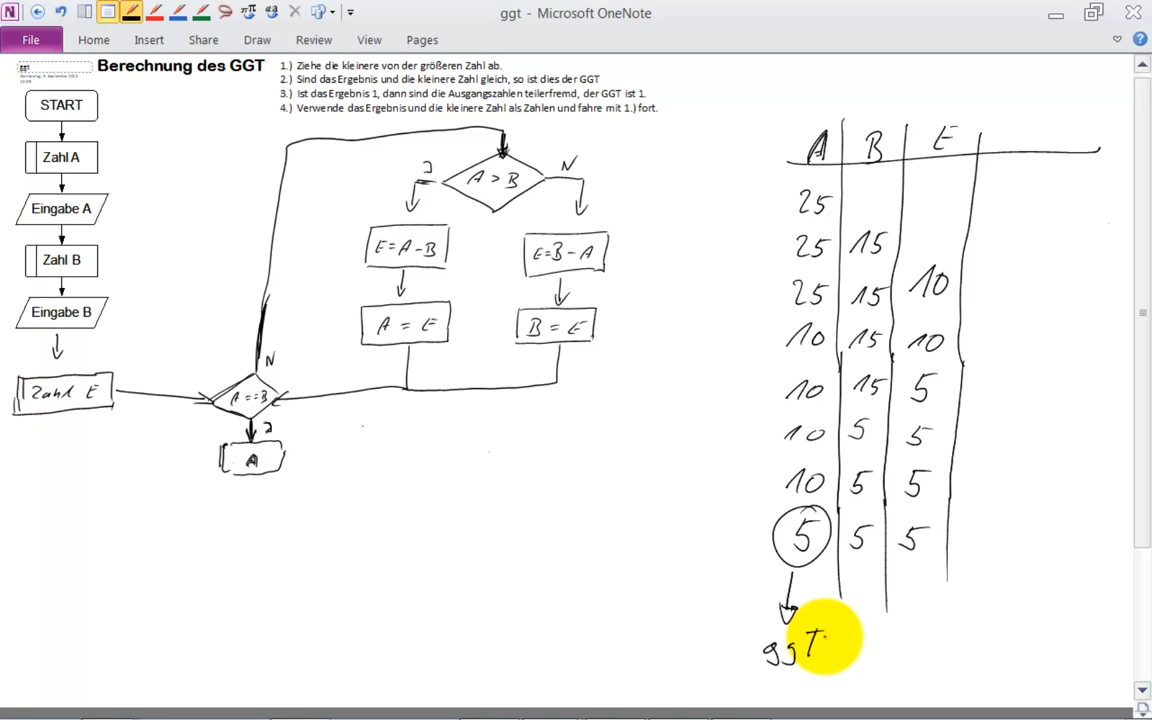 ggt - Microsoft OneNote
File Home Insert Share Draw Review View Pages
ggt
Berechnung des GGT
1.) Ziehe die kleinere von der größeren Zahl ab.
2.) Sind das Ergebnis und die kleinere Zahl gleich, so ist dies der GGT
3.) Ist das Ergebnis 1, dann sind die Ausgangszahlen teilerfremd, der GGT ist 1.
4.) Verwende das Ergebnis und die kleinere Zahl als Zahlen und fahre mit 1.) fort.
START
Zahl A
Eingabe A
Zahl B
Eingabe B
Zahl E
A == B
N
J
A
A > B
J
N
E = A - B
A = E
E = B - A
B = E
A B E
25
25 15
25 15 10
10 15 10
10 15 5
10 5 5
10 5 5
5 5 5
ggT